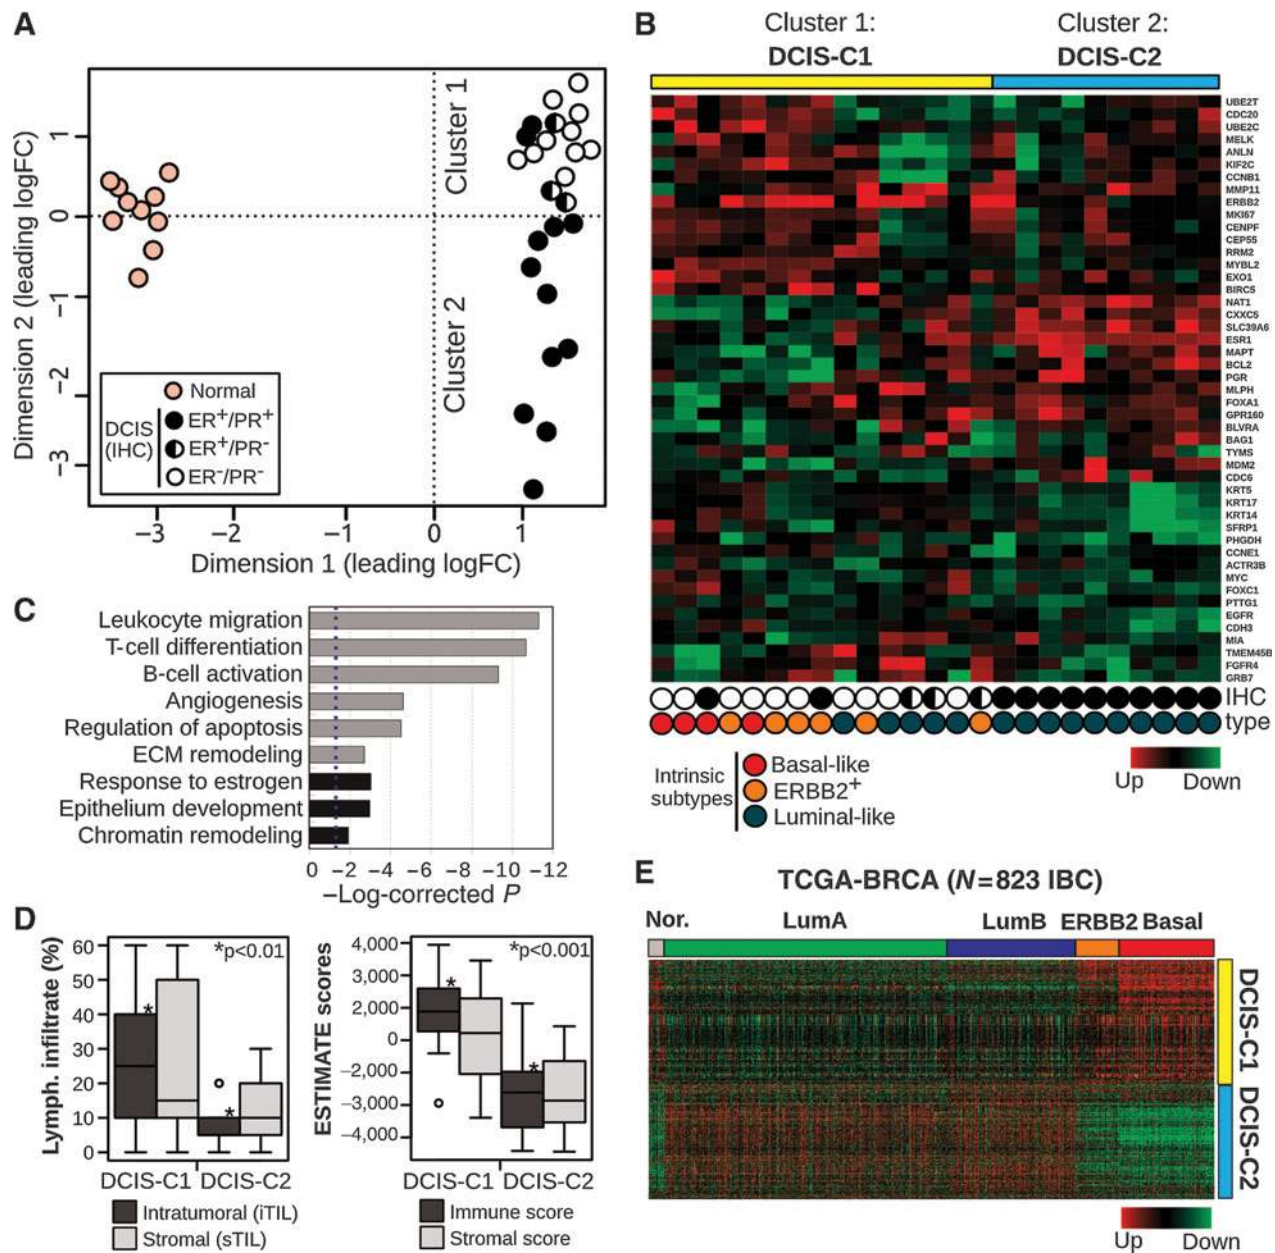 A
Dimension 2 (leading logFC)
1
0
−1
−2
−3
Cluster 1
Cluster 2
Normal
DCIS
(IHC)
ER+/PR+
ER+/PR-
ER-/PR-
−3
−2
−1
0
1
Dimension 1 (leading logFC)
B
Cluster 1:
DCIS-C1
Cluster 2:
DCIS-C2
UBE2T
CDC20
UBE2C
MELK
ANLN
KIF2C
CCNB1
MMP11
ERBB2
MKI67
CENPF
CEP55
RRM2
MYBL2
EXO1
BIRC5
NAT1
CXXC5
SLC39A6
ESR1
MAPT
BCL2
PGR
MLPH
FOXA1
GPR160
BLVRA
BAG1
TYMS
MDM2
CDC6
KRT5
KRT17
KRT14
SFRP1
PHGDH
CCNE1
ACTR3B
MYC
FOXC1
PTTG1
EGFR
CDH3
MIA
TMEM45B
FGFR4
GRB7
IHC
type
Intrinsic
subtypes
Basal-like
ERBB2+
Luminal-like
Up
Down
C
Leukocyte migration
T-cell differentiation
B-cell activation
Angiogenesis
Regulation of apoptosis
ECM remodeling
Response to estrogen
Epithelium development
Chromatin remodeling
0 −2 −4 −6 −8 −10 −12
−Log-corrected P
D
Lymph. infiltrate (%)
60
50
40
30
20
10
0
*p<0.01
*
*
DCIS-C1 DCIS-C2
Intratumoral (iTIL)
Stromal (sTIL)
ESTIMATE scores
4,000
3,000
2,000
0
−2,000
−3,000
−4,000
*p<0.001
*
*
DCIS-C1 DCIS-C2
Immune score
Stromal score
E
TCGA-BRCA (N=823 IBC)
Nor. LumA LumB ERBB2 Basal
DCIS-C1
DCIS-C2
Up Down